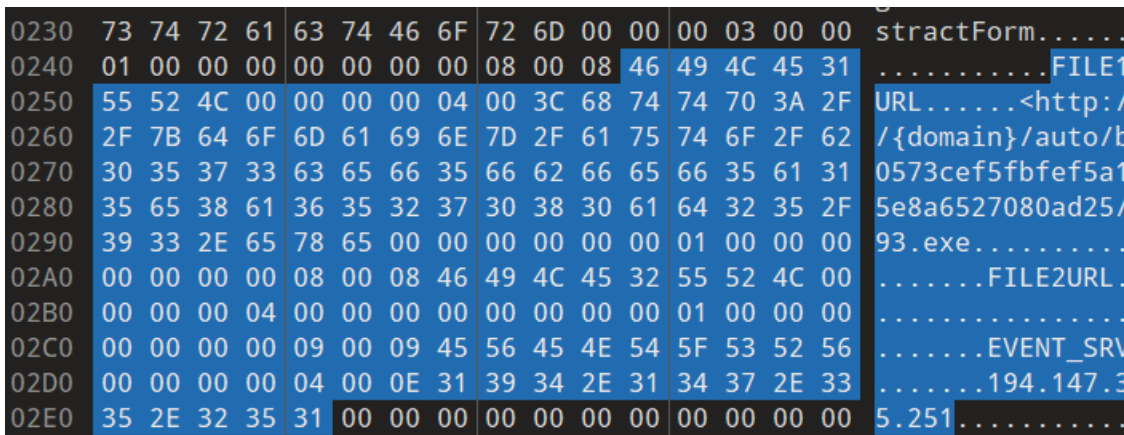 0230 73 74 72 61 63 74 46 6F 72 6D 00 00 00 03 00 00 stractForm......
0240 01 00 00 00 00 00 00 00 08 00 08 46 49 4C 45 31 ...........FILE1
0250 55 52 4C 00 00 00 00 04 00 3C 68 74 74 70 3A 2F URL......<http:/
0260 2F 7B 64 6F 6D 61 69 6E 7D 2F 61 75 74 6F 2F 62 /{domain}/auto/b
0270 30 35 37 33 63 65 66 35 66 62 66 65 66 35 61 31 0573cef5fbfef5a1
0280 35 65 38 61 36 35 32 37 30 38 30 61 64 32 35 2F 5e8a6527080ad25/
0290 39 33 2E 65 78 65 00 00 00 00 00 00 01 00 00 00 93.exe..........
02A0 00 00 00 00 08 00 08 46 49 4C 45 32 55 52 4C 00 .......FILE2URL.
02B0 00 00 00 04 00 00 00 00 00 00 00 00 01 00 00 00 ................
02C0 00 00 00 00 09 00 09 45 56 45 4E 54 5F 53 52 56 .......EVENT_SRV
02D0 00 00 00 00 04 00 0E 31 39 34 2E 31 34 37 2E 33 .......194.147.3
02E0 35 2E 32 35 31 00 00 00 00 00 00 00 00 00 00 00 5.251...........